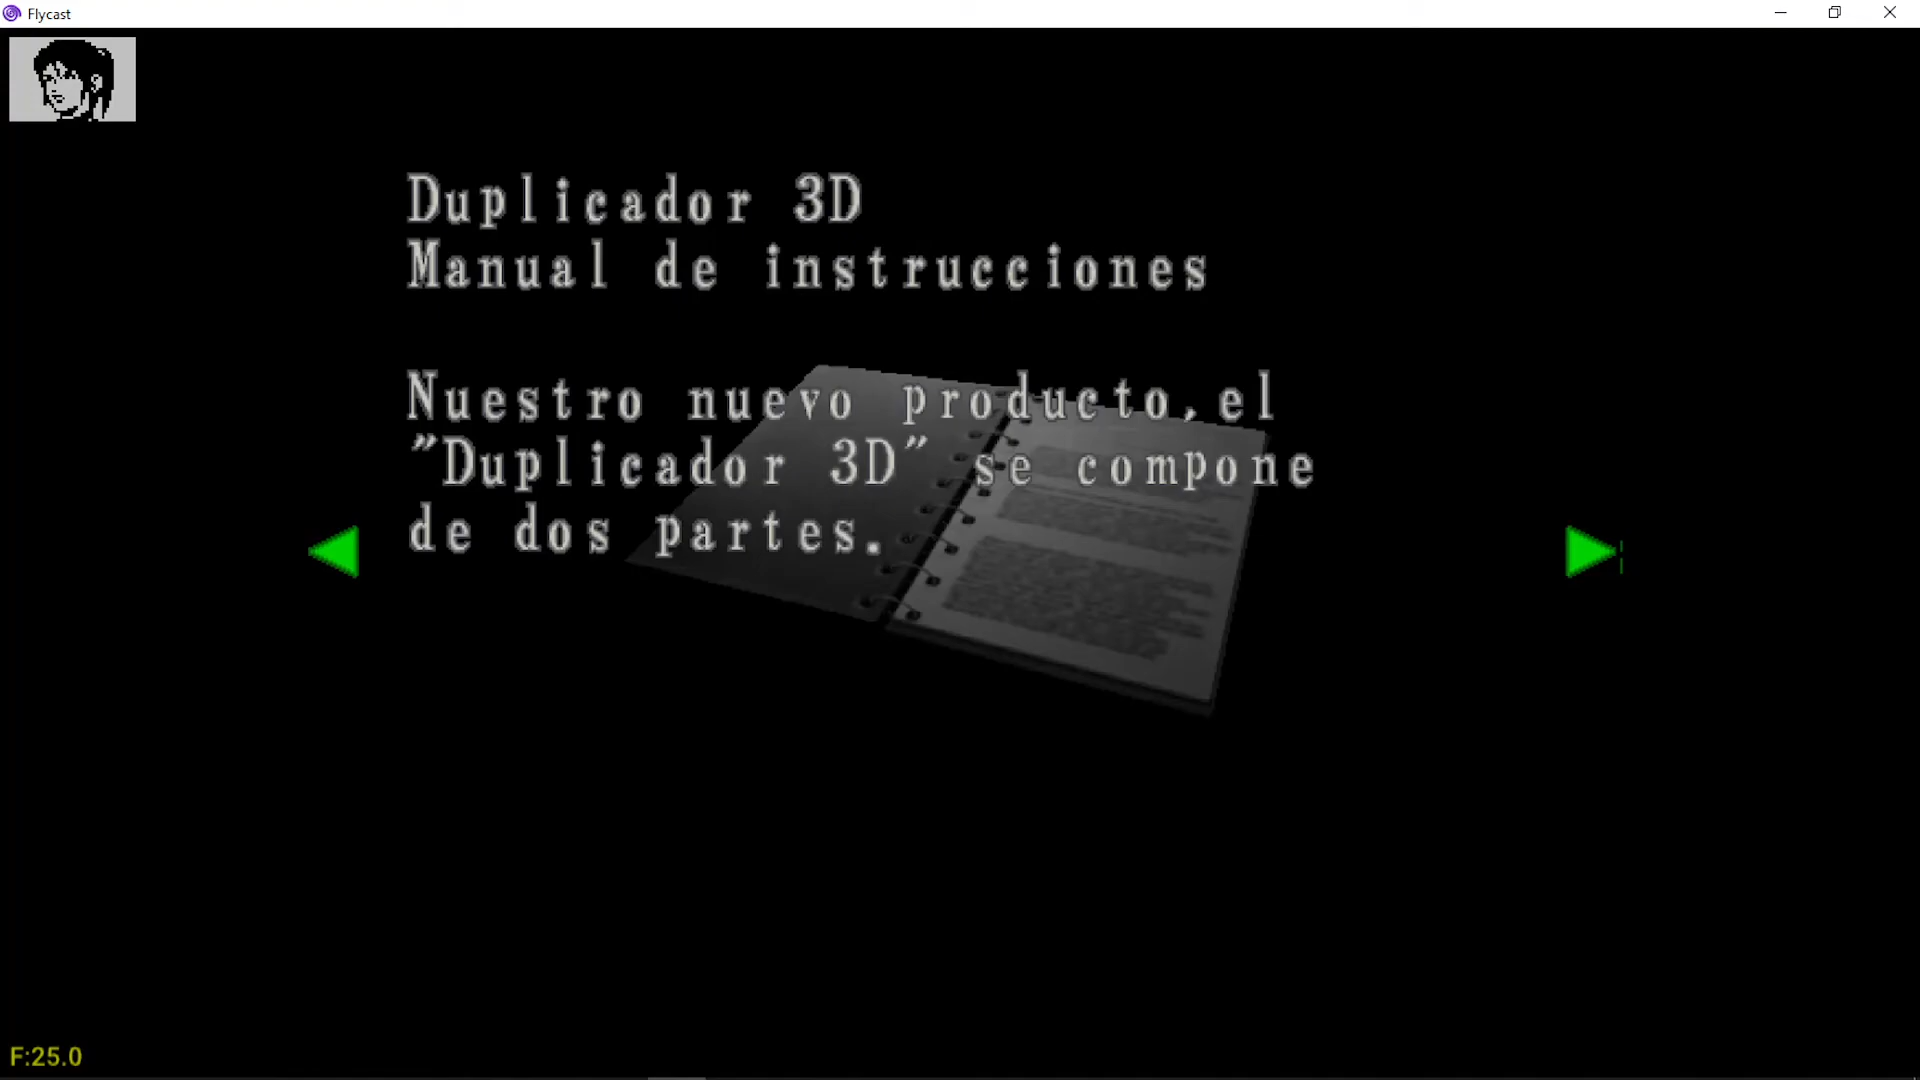 Flycast
Duplicador 3D
Manual de instrucciones
Nuestro nuevo producto,el
"Duplicador 3D" se compone
de dos partes.
F:25.0